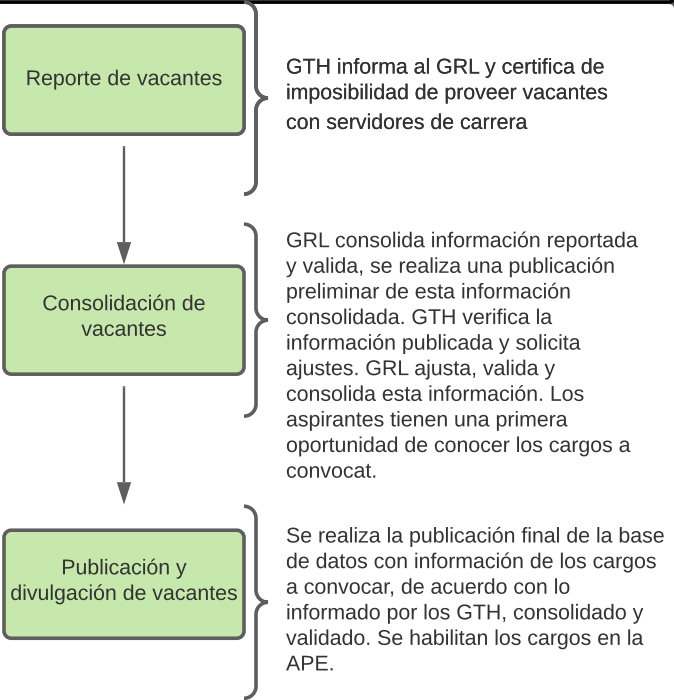 Reporte de vacantes
GTH informa al GRL y certifica de
imposibilidad de proveer vacantes
con servidores de carrera
Consolidación de
vacantes
GRL consolida información reportada
y valida, se realiza una publicación
preliminar de esta información
consolidada. GTH verifica la
información publicada y solicita
ajustes. GRL ajusta, valida y
consolida esta información. Los
aspirantes tienen una primera
oportunidad de conocer los cargos a
convocat.
Publicación y
divulgación de vacantes
Se realiza la publicación final de la base
de datos con información de los cargos
a convocar, de acuerdo con lo
informado por los GTH, consolidado y
validado. Se habilitan los cargos en la
APE.